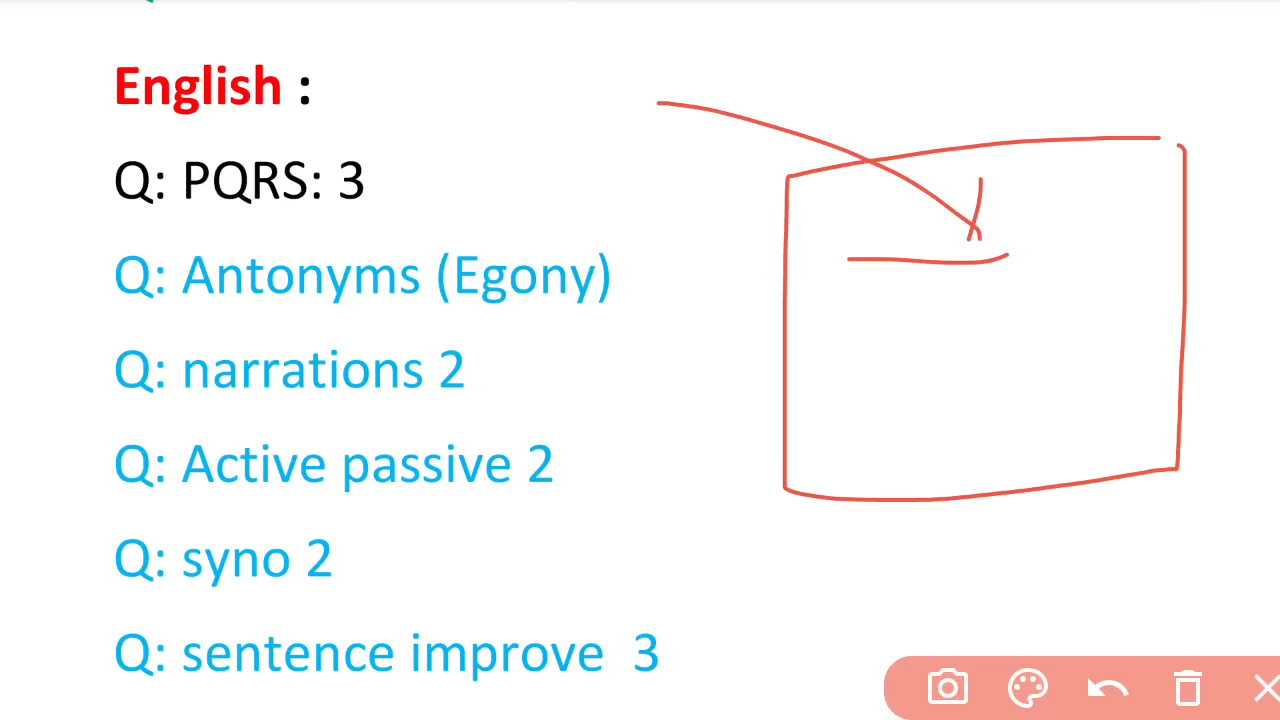 English :
Q: PQRS: 3
Q: Antonyms (Egony)
Q: narrations 2
Q: Active passive 2
Q: syno 2
Q: sentence improve 3